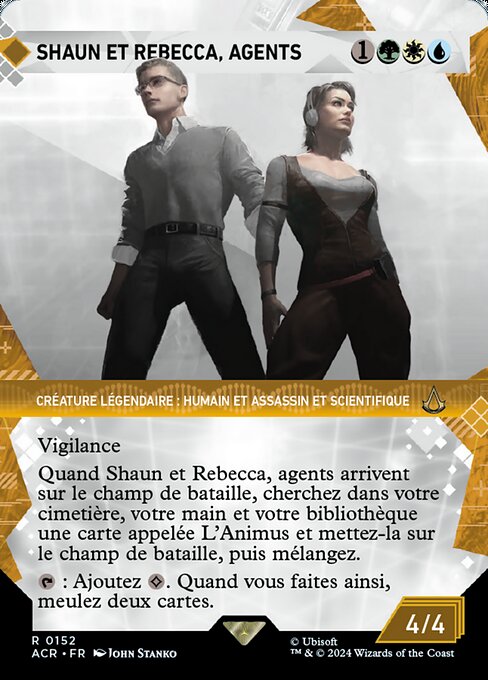 SHAUN ET REBECCA, AGENTS 1
CRÉATURE LÉGENDAIRE : HUMAIN ET ASSASSIN ET SCIENTIFIQUE
Vigilance
Quand Shaun et Rebecca, agents arrivent
sur le champ de bataille, cherchez dans votre
cimetière, votre main et votre bibliothèque
une carte appelée L'Animus et mettez-la sur
le champ de bataille, puis mélangez.
: Ajoutez . Quand vous faites ainsi,
meulez deux cartes.
4/4
R 0152
ACR • FR John Stanko
© Ubisoft
™ & © 2024 Wizards of the Coast